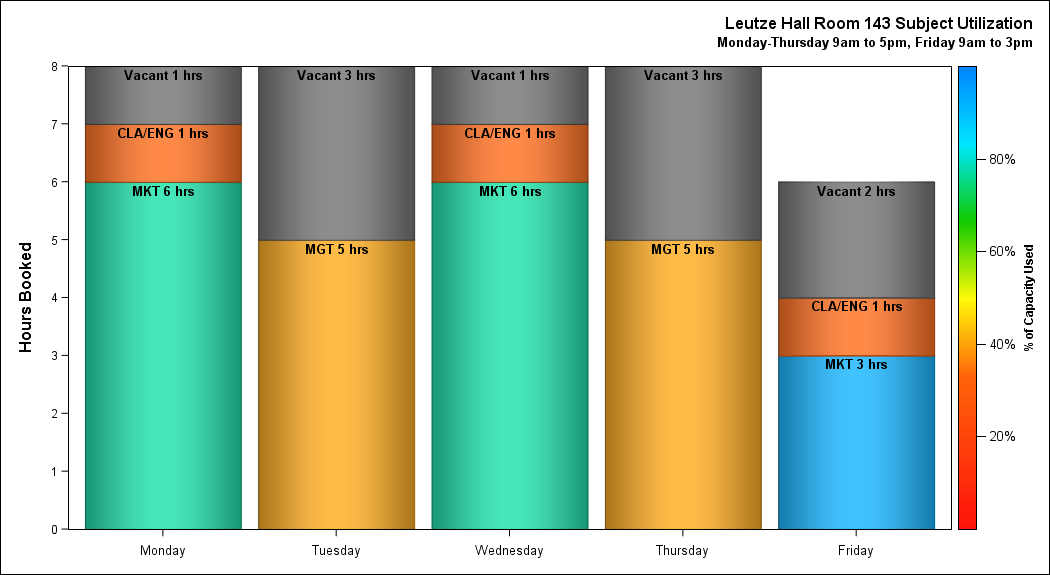 Leutze Hall Room 143 Subject Utilization
Monday-Thursday 9am to 5pm, Friday 9am to 3pm
Hours Booked
8
7
6
5
4
3
2
1
0
Vacant 1 hrs
CLA/ENG 1 hrs
MKT 6 hrs
Vacant 3 hrs
MGT 5 hrs
Vacant 1 hrs
CLA/ENG 1 hrs
MKT 6 hrs
Vacant 3 hrs
MGT 5 hrs
Vacant 2 hrs
CLA/ENG 1 hrs
MKT 3 hrs
Monday
Tuesday
Wednesday
Thursday
Friday
80%
60%
40%
20%
% of Capacity Used